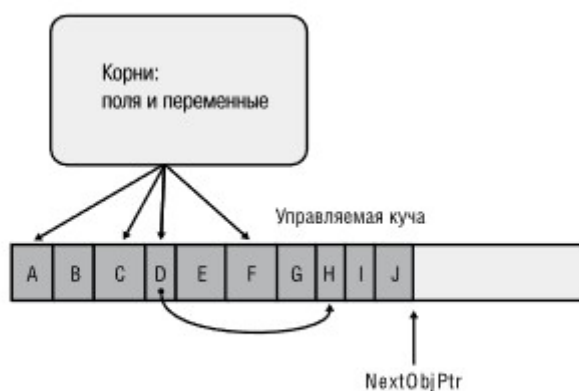 Корни:
поля и переменные
Управляемая куча
A B C D E F G H I J
NextObjPtr